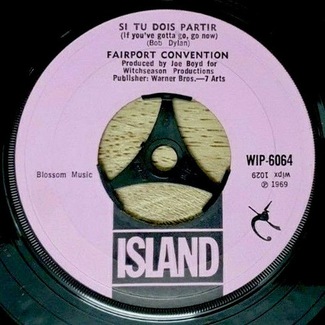 SI TU DOIS PARTIR
(If you've gotta go, go now)
(Bob Dylan)
FAIRPORT CONVENTION
Produced by Joe Boyd for
Witchseason Productions
Publisher: Warner Bros.—7 Arts
Blossom Music
WIP-6064
WIPX 1029
℗ 1969
ISLAND